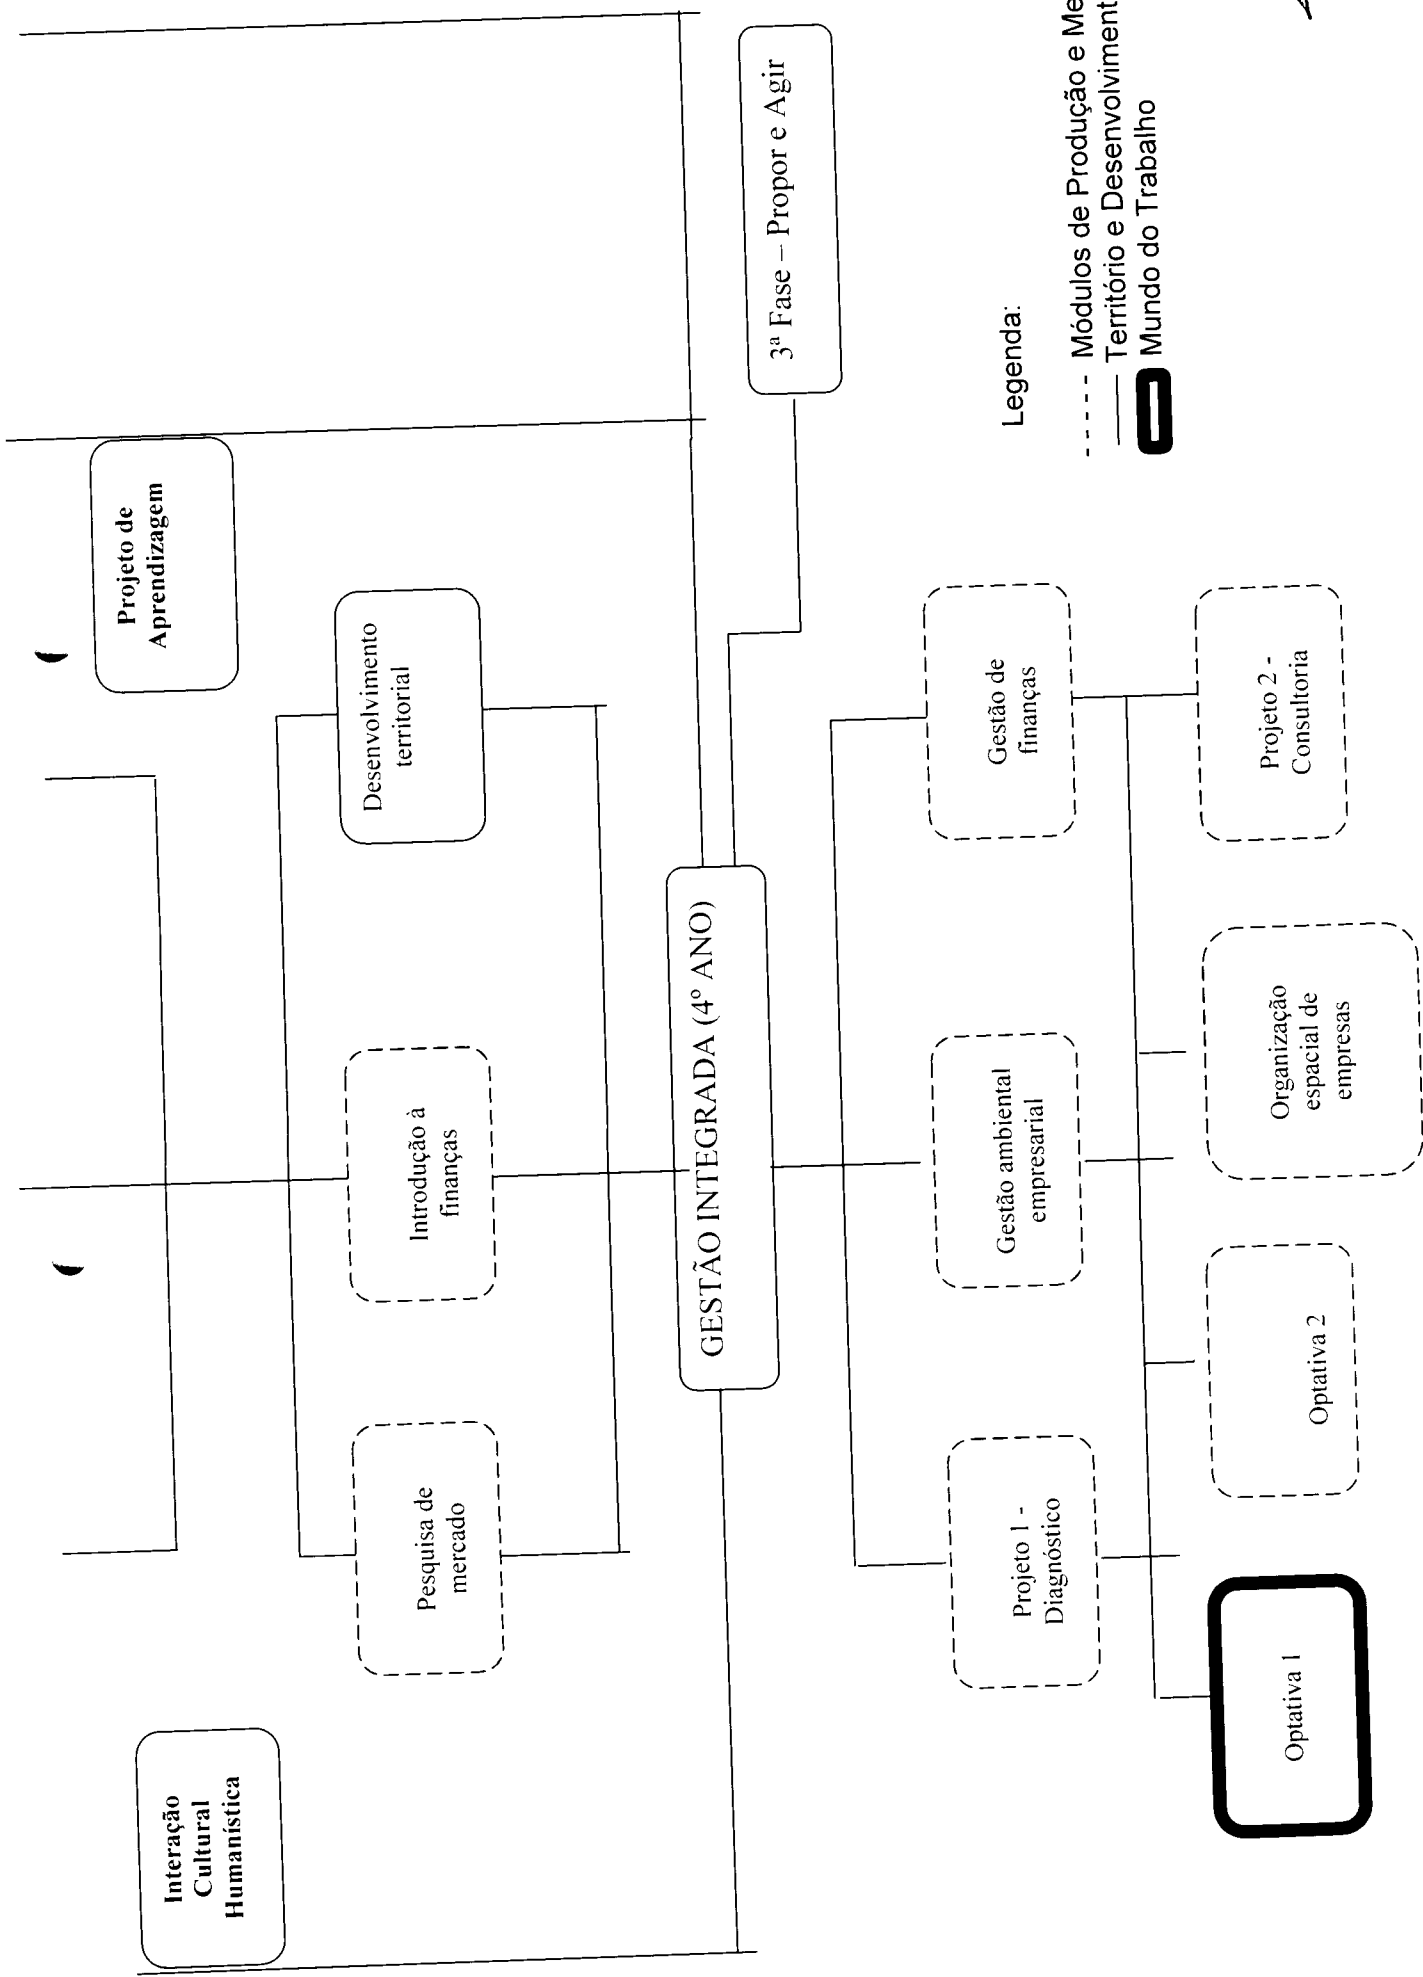 Interação
Cultural
Humanística
Projeto de
Aprendizagem
Pesquisa de
mercado
Introdução à
finanças
Desenvolvimento
territorial
GESTÃO INTEGRADA (4º ANO)
3ª Fase – Propor e Agir
Projeto 1 -
Diagnóstico
Gestão ambiental
empresarial
Gestão de
finanças
Optativa 1
Optativa 2
Organização
espacial de
empresas
Projeto 2 -
Consultoria
Legenda:
Módulos de Produção e Me
Território e Desenvolviment
Mundo do Trabalho